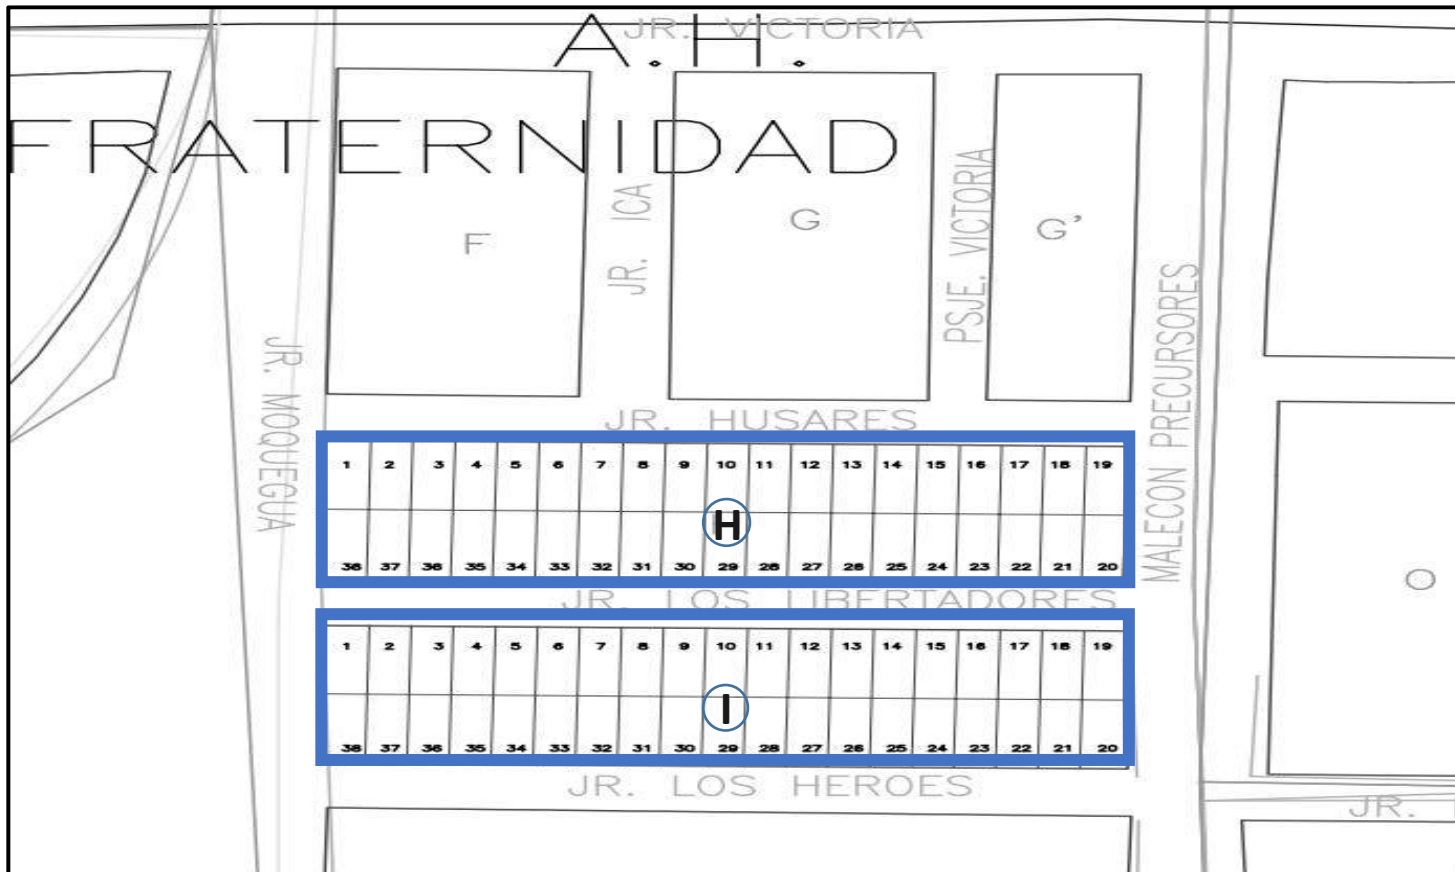 JR. VICTORIA
A.H.
FRATERNIDAD
F
JR. ICA
G
PSJE. VICTORIA
G'
JR. MOQUEGUA
MALECON PRECURSORES
JR. HUSARES
1 2 3 4 5 6 7 8 9 10 11 12 13 14 15 16 17 18 19
H
38 37 36 35 34 33 32 31 30 29 28 27 26 25 24 23 22 21 20
O
JR. LOS LIBERTADORES
1 2 3 4 5 6 7 8 9 10 11 12 13 14 15 16 17 18 19
I
38 37 36 35 34 33 32 31 30 29 28 27 26 25 24 23 22 21 20
JR. LOS HEROES
JR.